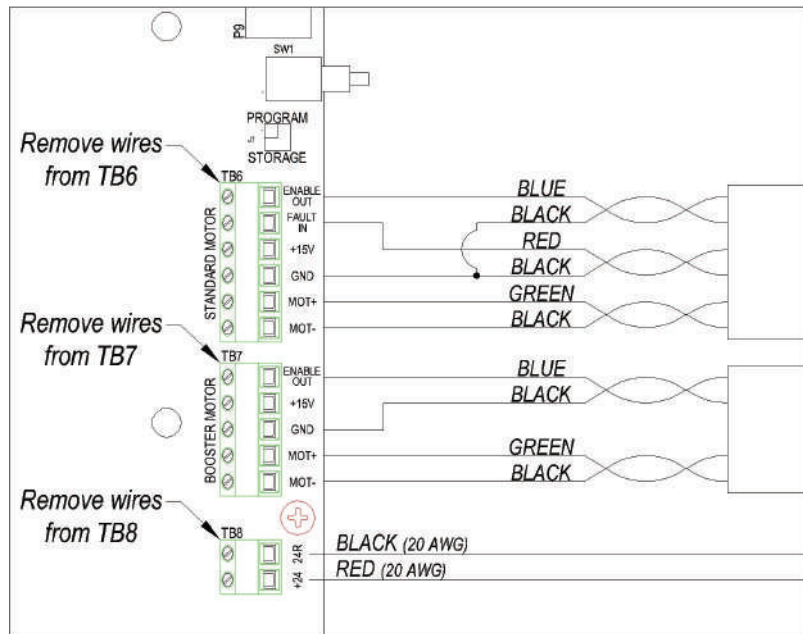 P9
SW1
PROGRAM
STORAGE
Remove wires
from TB6
TB6
STANDARD MOTOR
ENABLE
OUT
FAULT
IN
+15V
GND
MOT+
MOT-
BLUE
BLACK
RED
BLACK
GREEN
BLACK
Remove wires
from TB7
TB7
BOOSTER MOTOR
ENABLE
OUT
+15V
GND
MOT+
MOT-
BLUE
BLACK
GREEN
BLACK
Remove wires
from TB8
TB8
24R
+24
BLACK (20 AWG)
RED (20 AWG)